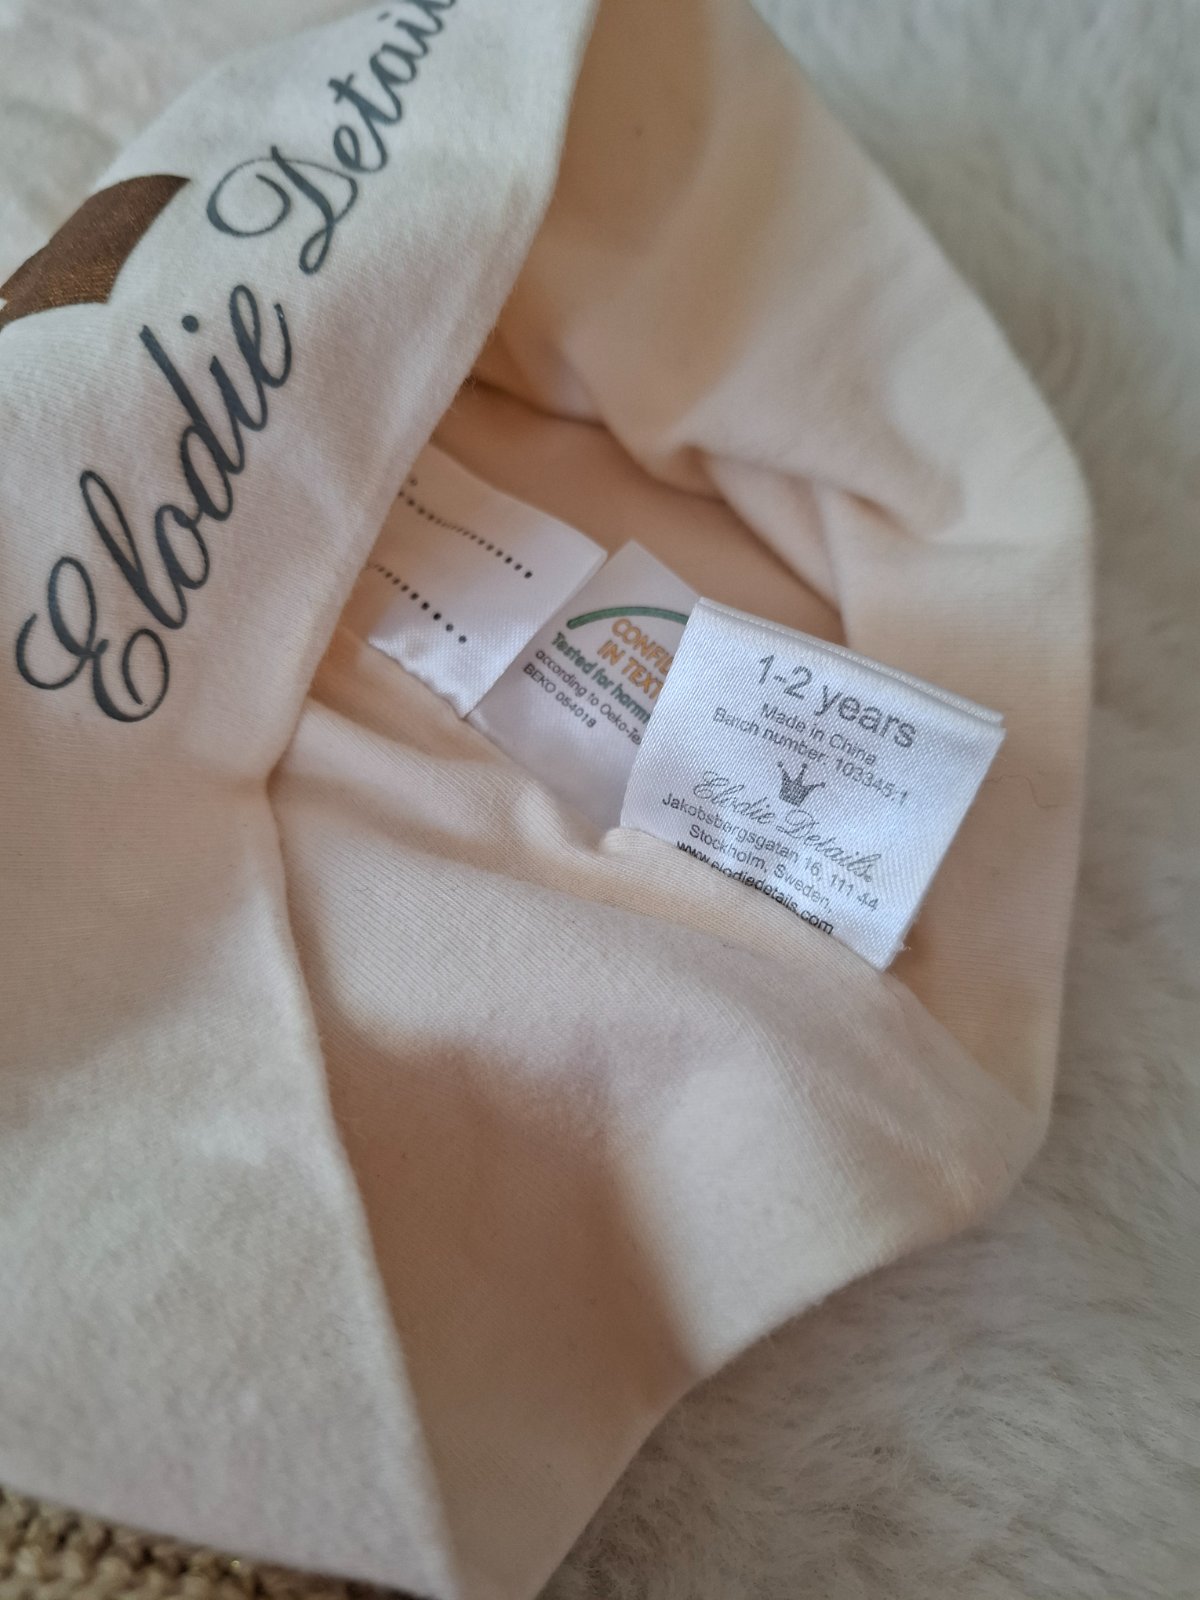 Elodie Details
CONFI
IN TEXT
Tested for harm
according to Oeko-Te
BEKO 054019
1-2 years
Made in China
Batch number: 103345.1
Elodie Details
Jakobsbergsgatan 16, 111 44
Stockholm, Sweden,
www.elodiedetails.com